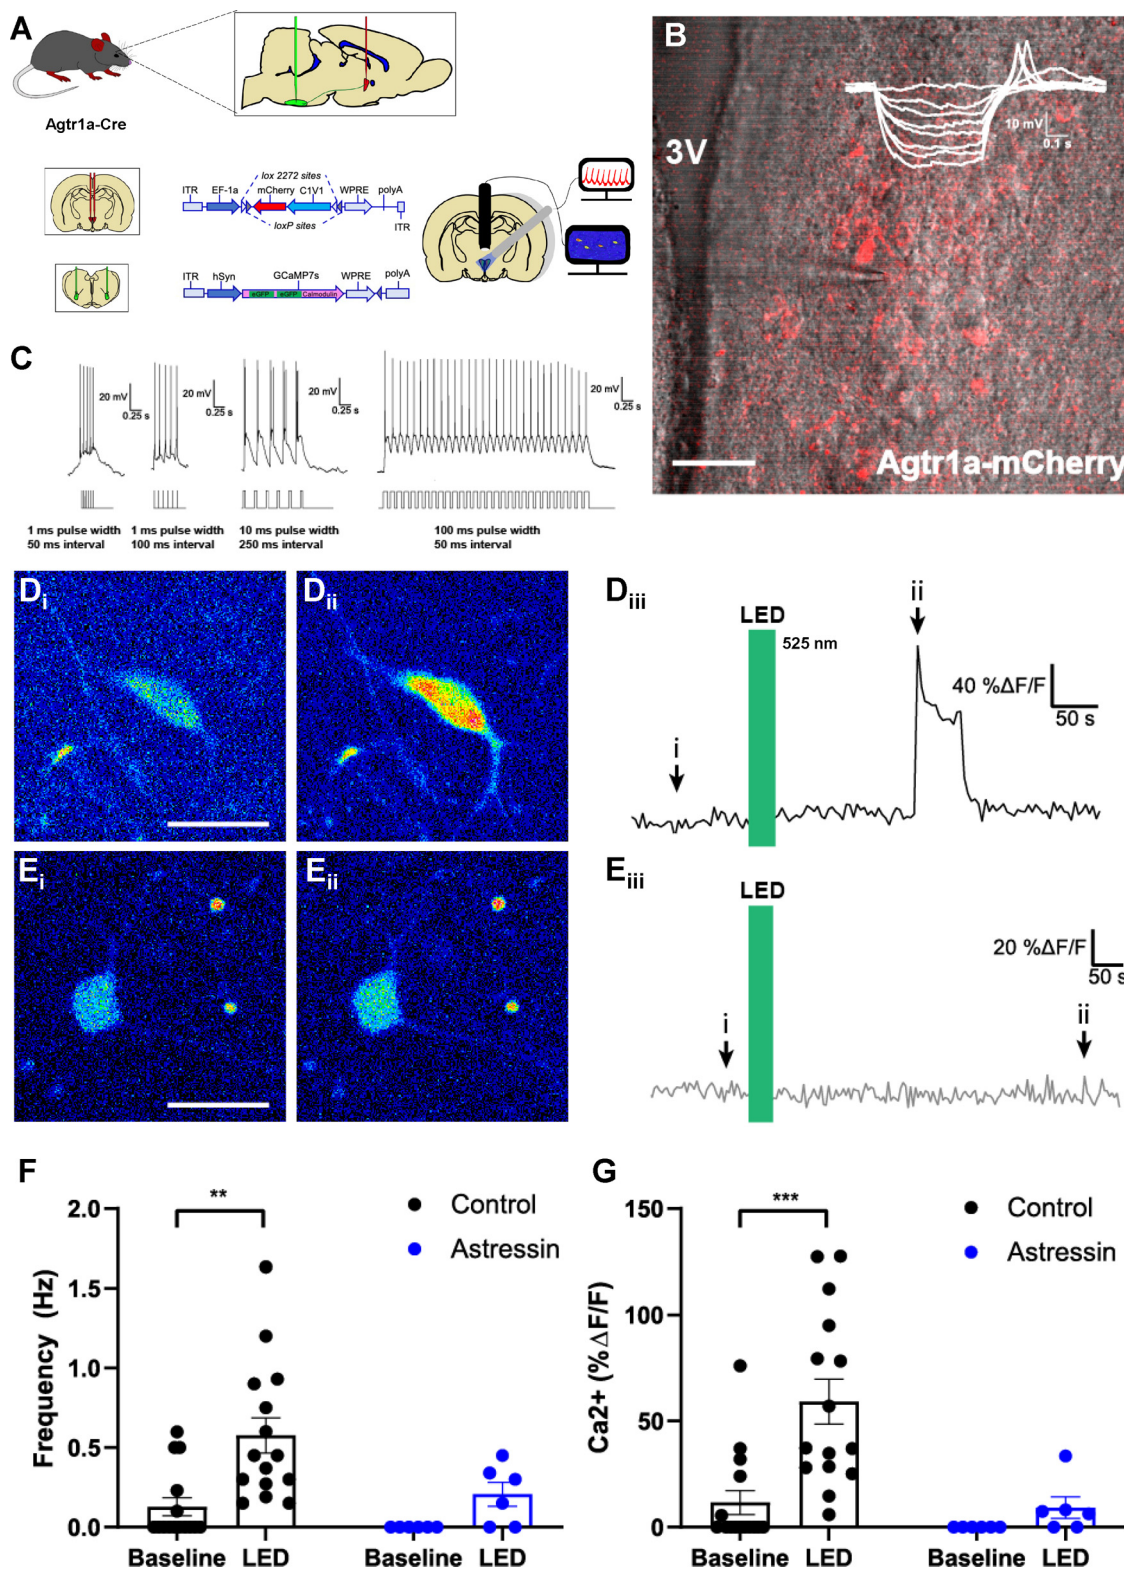 A
Agtr1a-Cre
lox 2272 sites
ITR
EF-1a
mCherry
C1V1
WPRE
polyA
loxP sites
ITR
ITR
hSyn
GCaMP7s
WPRE
polyA
eGFP
eGFP
Calmodulin
B
3V
10 mV
0.1 s
Agtr1a-mCherry
C
20 mV
0.25 s
20 mV
0.25 s
20 mV
0.25 s
20 mV
0.25 s
1 ms pulse width
50 ms interval
1 ms pulse width
100 ms interval
10 ms pulse width
250 ms interval
100 ms pulse width
50 ms interval
Di
Dii
Diii
LED
525 nm
i
ii
40 %ΔF/F
50 s
Ei
Eii
Eiii
LED
i
ii
20 %ΔF/F
50 s
F
Frequency (Hz)
2.0
1.5
1.0
0.5
0.0
**
Control
Astressin
Baseline
LED
Baseline
LED
G
Ca2+ (%ΔF/F)
150
100
50
0
***
Control
Astressin
Baseline
LED
Baseline
LED